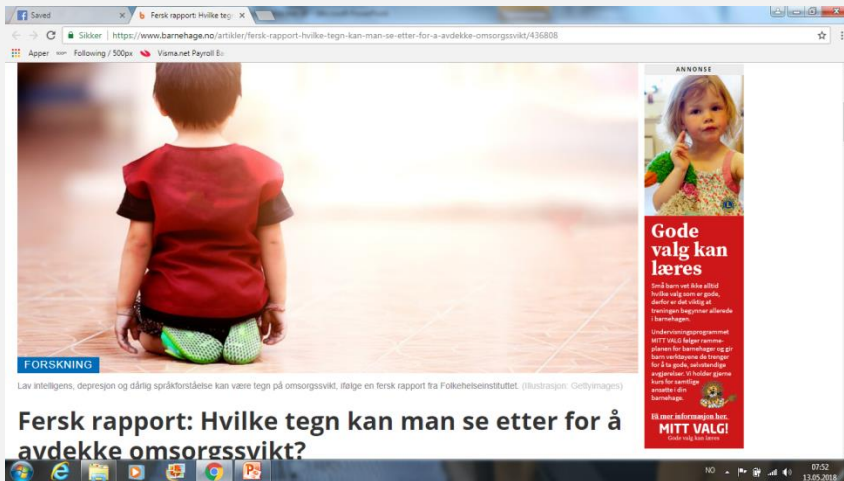 Saved
Fersk rapport: Hvilke teg
Sikker | https://www.barnehage.no/artikler/fersk-rapport-hvilke-tegn-kan-man-se-etter-for-a-avdekke-omsorgssvikt/436808
Apper
Following / 500px
Visma.net Payroll
ANNONSE
Gode
valg kan
læres
Små barn vet ikke alltid
hvilke valg som er gode,
derfor er det viktig at
treningen begynner allerede
i barnehagen.
Undervisningsprogrammet
MITT VALG følger ramme-
planen for barnehager og gir
barn verktøyene de trenger
for å ta gode, selvstendige
avgjørelser. Vi holder gjerne
kurs for samtlige
ansatte i din
barnehage.
Få mer informasjon her.
MITT VALG!
Gode valg kan læres
FORSKNING
Lav intelligens, depresjon og dårlig språkforståelse kan være tegn på omsorgssvikt, ifølge en fersk rapport fra Folkehelseinstituttet. (Illustrasjon: Gettyimages)
Fersk rapport: Hvilke tegn kan man se etter for å
avdekke omsorgssvikt?
NO
07:52
13.05.2018